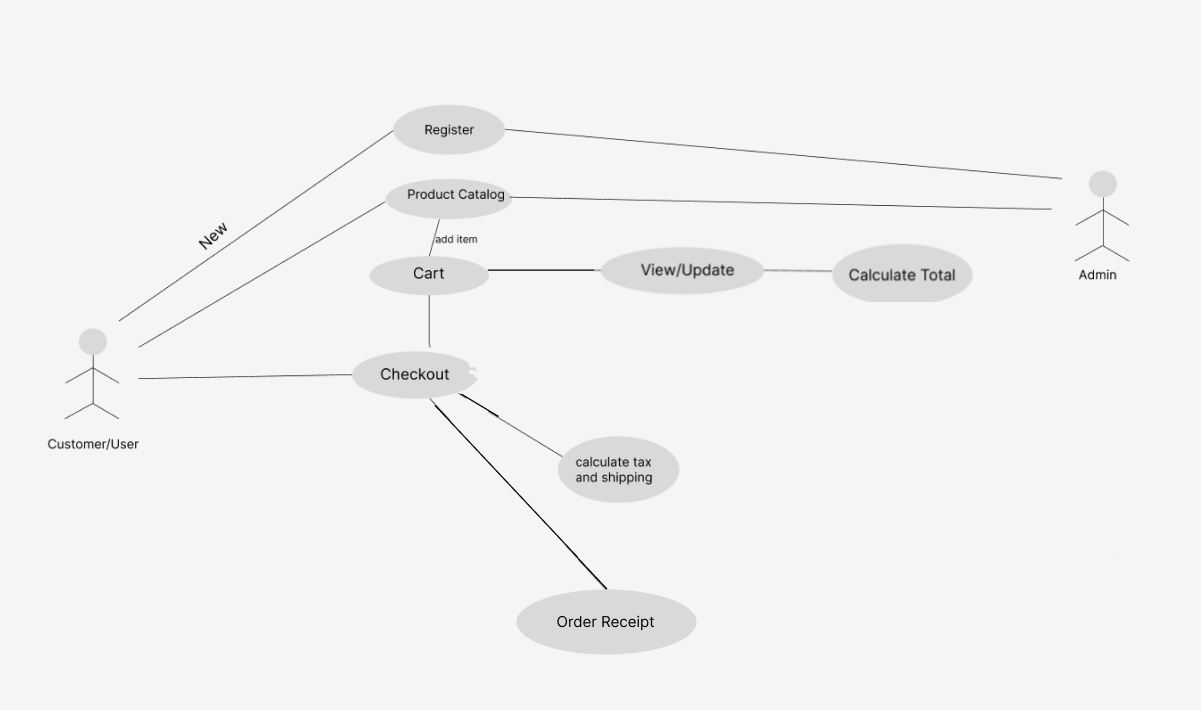 Register
Product Catalog
New
add item
Cart
View/Update
Calculate Total
Admin
Checkout
Customer/User
calculate tax
and shipping
Order Receipt